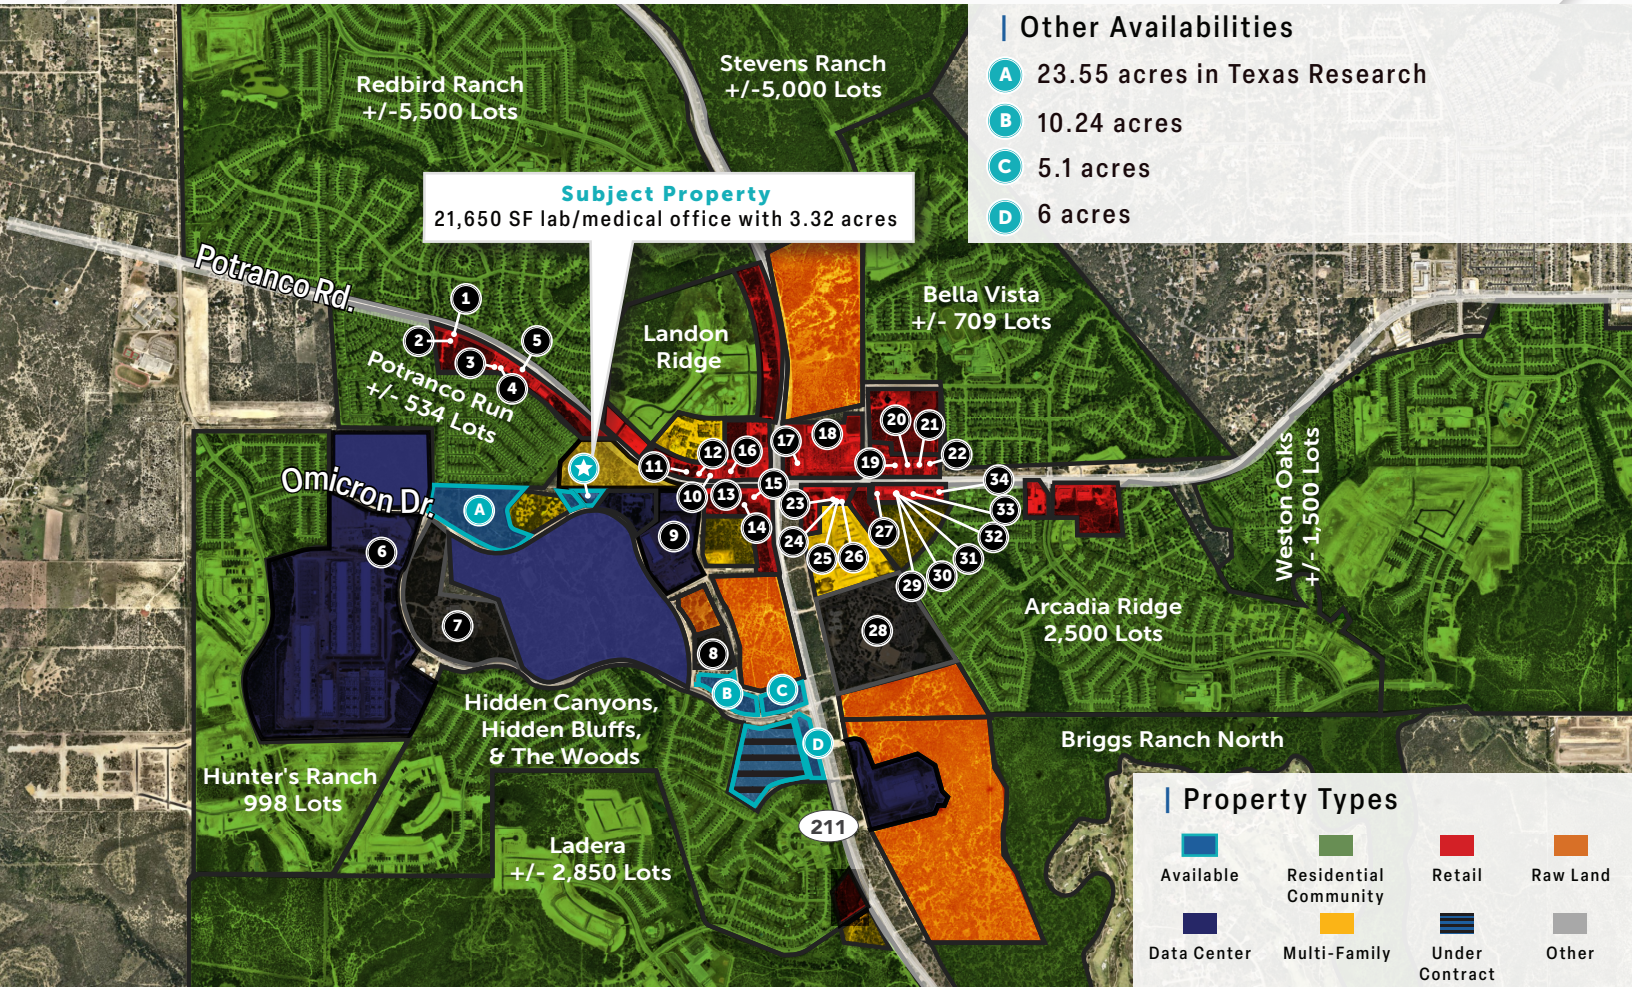 Other Availabilities
A 23.55 acres in Texas Research
B 10.24 acres
C 5.1 acres
D 6 acres
Redbird Ranch
+/-5,500 Lots
Stevens Ranch
+/-5,000 Lots
Subject Property
21,650 SF lab/medical office with 3.32 acres
Potranco Rd.
Landon
Ridge
Bella Vista
+/- 709 Lots
1
2
3
4
5
Potranco Run
+/- 534 Lots
Omicron Dr.
A
6
7
8
9
10
11
12
13
14
15
16
17
18
19
20
21
22
23
24
25
26
27
28
29
30
31
32
33
34
Weston Oaks
+/- 1,500 Lots
Arcadia Ridge
2,500 Lots
B
C
D
Hidden Canyons,
Hidden Bluffs,
& The Woods
Hunter's Ranch
998 Lots
Ladera
+/- 2,850 Lots
211
Briggs Ranch North
Property Types
Available
Residential
Community
Retail
Raw Land
Data Center
Multi-Family
Under
Contract
Other